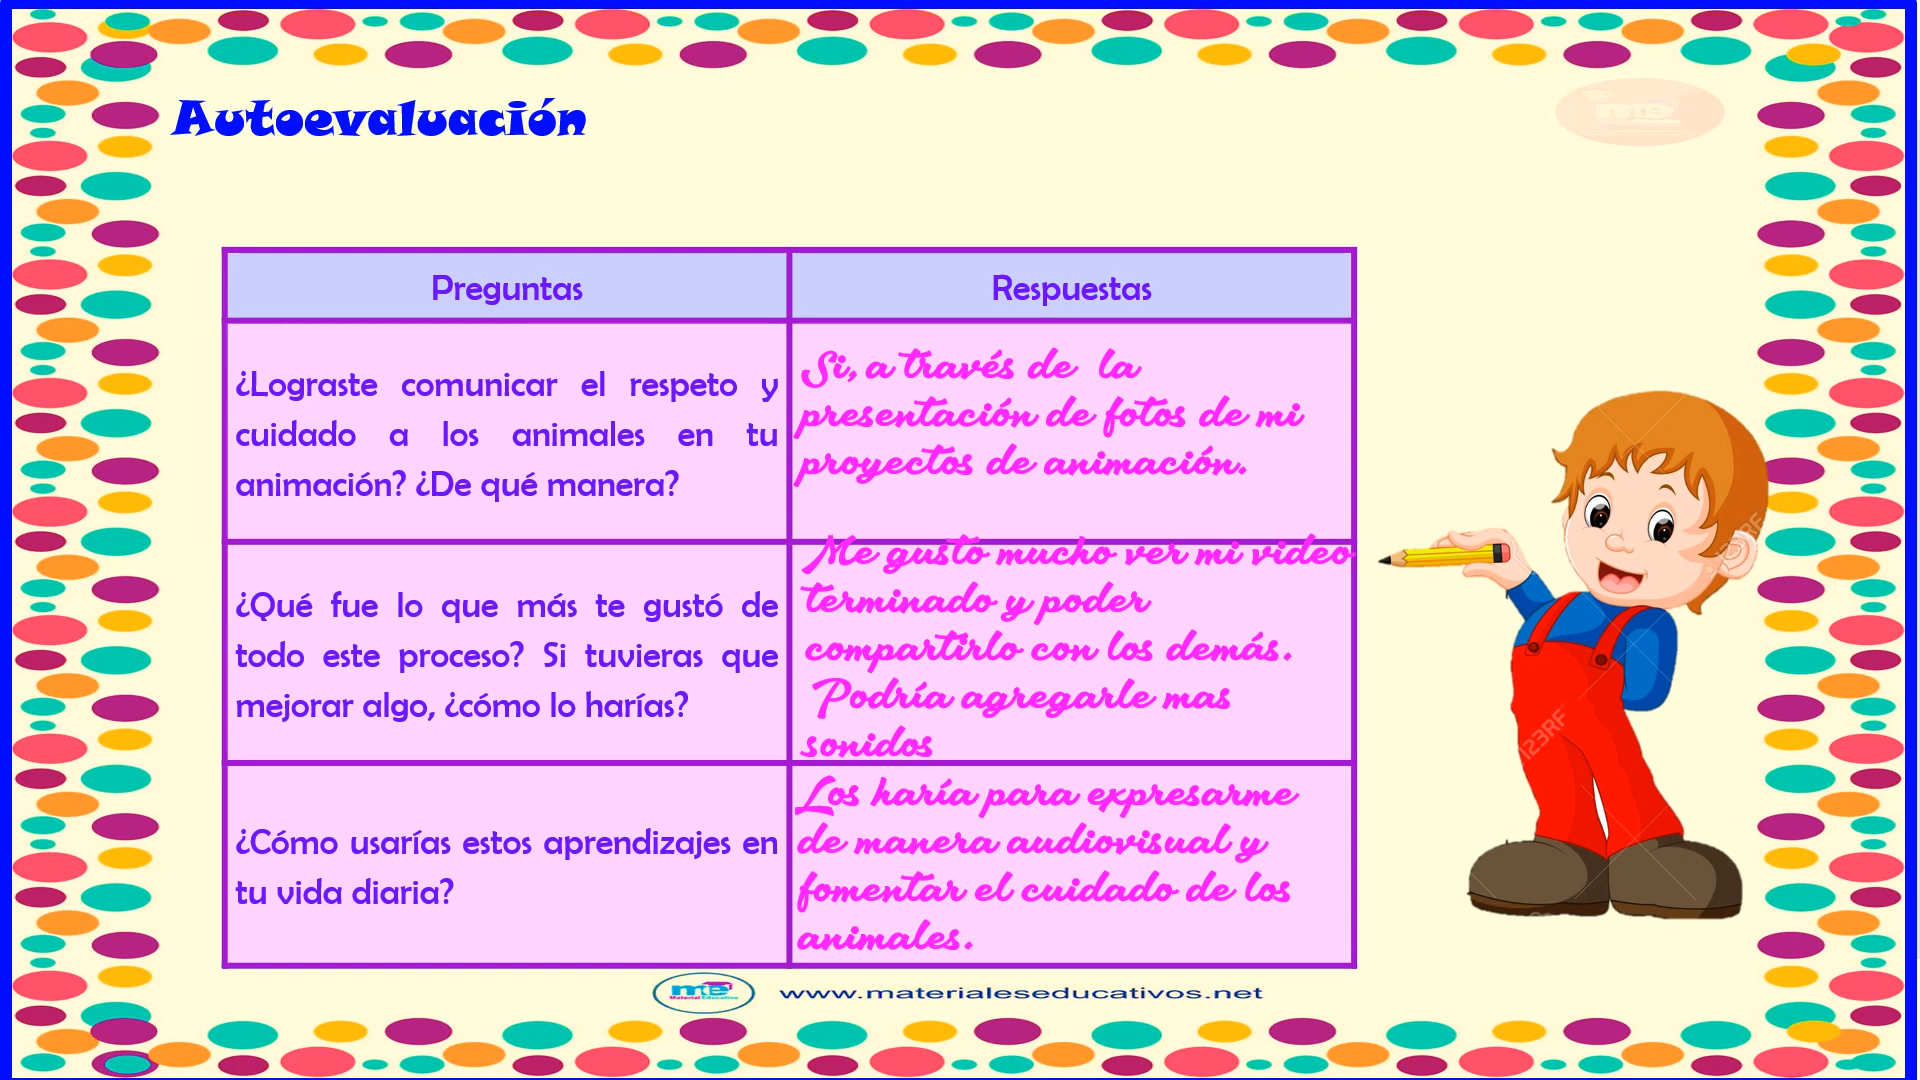 Autoevaluación
Preguntas
Respuestas
¿Lograste comunicar el respeto y
cuidado a los animales en tu
animación? ¿De qué manera?
Si, a través de la
presentación de fotos de mi
proyectos de animación.
¿Qué fue lo que más te gustó de
todo este proceso? Si tuvieras que
mejorar algo, ¿cómo lo harías?
Me gusto mucho ver mi video
terminado y poder
compartirlo con los demás.
Podría agregarle mas
sonidos
¿Cómo usarías estos aprendizajes en
tu vida diaria?
Los haría para expresarme
de manera audiovisual y
fomentar el cuidado de los
animales.
me
Material Educativo
www.materialeseducativos.net
123RF